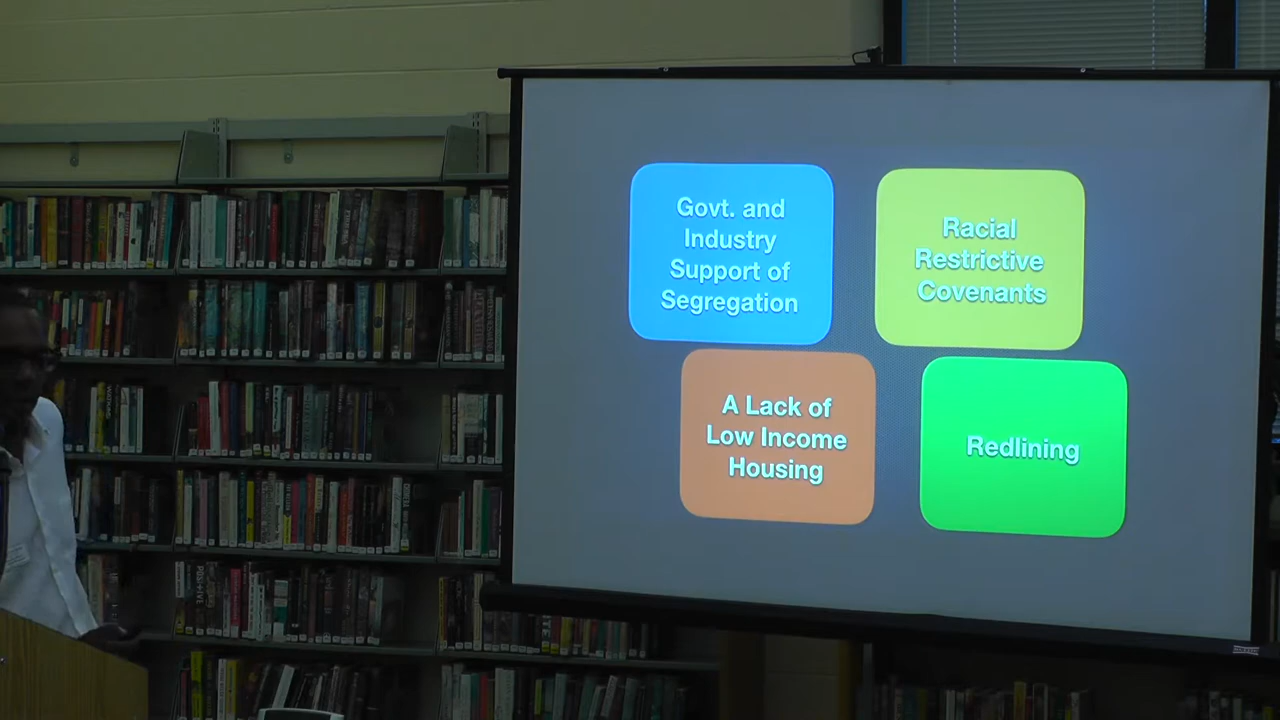 Govt. and
Industry
Support of
Segregation
Racial
Restrictive
Covenants
A Lack of
Low Income
Housing
Redlining